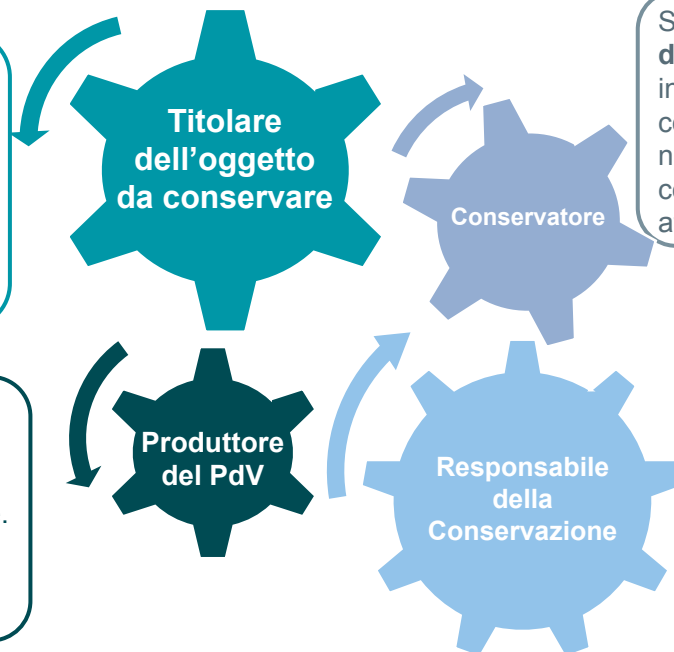 Titolare
dell'oggetto
da conservare
Conservatore
Produttore
del PdV
.
Responsabile
della
Conservazione